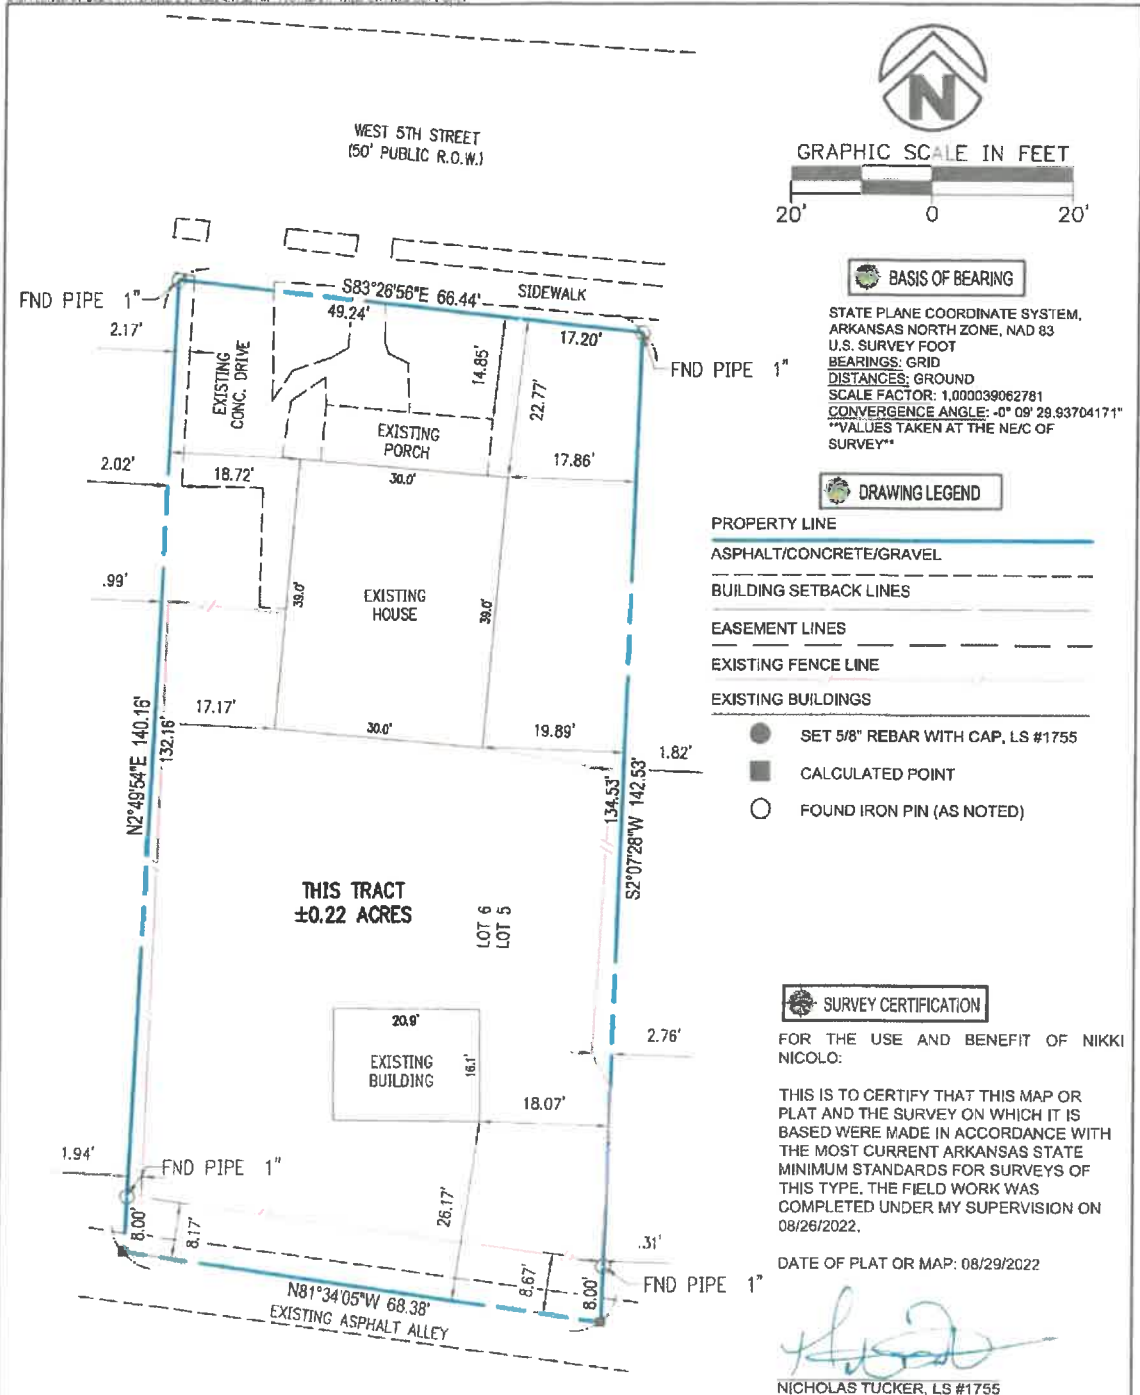 N
GRAPHIC SCALE IN FEET
20' 0 20'
WEST 5TH STREET
(50' PUBLIC R.O.W.)
FND PIPE 1"
S83°26'56"E 66.44'
SIDEWALK
49.24'
17.20'
FND PIPE 1"
2.17'
EXISTING
CONC. DRIVE
14.85'
22.77'
EXISTING
PORCH
2.02'
18.72'
30.0'
17.86'
.99'
39.0'
EXISTING
HOUSE
39.0'
17.17'
30.0'
19.89'
1.82'
N2°49'54"E 140.16'
132.16'
134.53'
S2°07'28"W 142.53'
THIS TRACT
±0.22 ACRES
LOT 6
LOT 5
20.9'
EXISTING
BUILDING
16.1'
2.76'
18.07'
1.94'
FND PIPE 1"
8.00'
8.17'
26.17'
.31'
8.67'
8.00'
FND PIPE 1"
N81°34'05"W 68.38'
EXISTING ASPHALT ALLEY
BASIS OF BEARING
STATE PLANE COORDINATE SYSTEM,
ARKANSAS NORTH ZONE, NAD 83
U.S. SURVEY FOOT
BEARINGS: GRID
DISTANCES: GROUND
SCALE FACTOR: 1.000039062781
CONVERGENCE ANGLE: -0° 09' 29.93704171"
**VALUES TAKEN AT THE NE/C OF
SURVEY**
DRAWING LEGEND
PROPERTY LINE
ASPHALT/CONCRETE/GRAVEL
BUILDING SETBACK LINES
EASEMENT LINES
EXISTING FENCE LINE
EXISTING BUILDINGS
SET 5/8" REBAR WITH CAP, LS #1755
CALCULATED POINT
FOUND IRON PIN (AS NOTED)
SURVEY CERTIFICATION
FOR THE USE AND BENEFIT OF NIKKI
NICOLO:
THIS IS TO CERTIFY THAT THIS MAP OR
PLAT AND THE SURVEY ON WHICH IT IS
BASED WERE MADE IN ACCORDANCE WITH
THE MOST CURRENT ARKANSAS STATE
MINIMUM STANDARDS FOR SURVEYS OF
THIS TYPE. THE FIELD WORK WAS
COMPLETED UNDER MY SUPERVISION ON
08/26/2022.
DATE OF PLAT OR MAP: 08/29/2022
NICHOLAS TUCKER, LS #1755